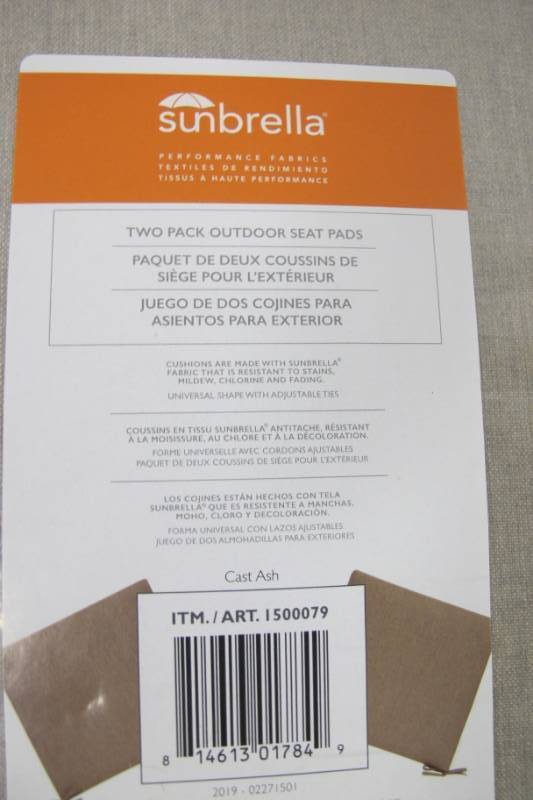 sunbrella®
PERFORMANCE FABRICS
TEXTILES DE RENDIMIENTO
TISSUS À HAUTE PERFORMANCE
TWO PACK OUTDOOR SEAT PADS
PAQUET DE DEUX COUSSINS DE
SIÈGE POUR L'EXTÉRIEUR
JUEGO DE DOS COJINES PARA
ASIENTOS PARA EXTERIOR
CUSHIONS ARE MADE WITH SUNBRELLA®
FABRIC THAT IS RESISTANT TO STAINS,
MILDEW, CHLORINE AND FADING.
UNIVERSAL SHAPE WITH ADJUSTABLE TIES
COUSSINS EN TISSU SUNBRELLA® ANTITACHE, RÉSISTANT
À LA MOISISSURE, AU CHLORE ET À LA DÉCOLORATION.
FORME UNIVERSELLE AVEC CORDONS AJUSTABLES
PAQUET DE DEUX COUSSINS DE SIÈGE POUR L'EXTÉRIEUR
LOS COJINES ESTÁN HECHOS CON TELA
SUNBRELLA® QUE ES RESISTENTE A MANCHAS,
MOHO, CLORO Y DECOLORACIÓN.
FORMA UNIVERSAL CON LAZOS AJUSTABLES
JUEGO DE DOS ALMOHADILLAS PARA EXTERIORES
Cast Ash
ITM. / ART. 1500079
8 14613 01784 9
2019 - 02271501